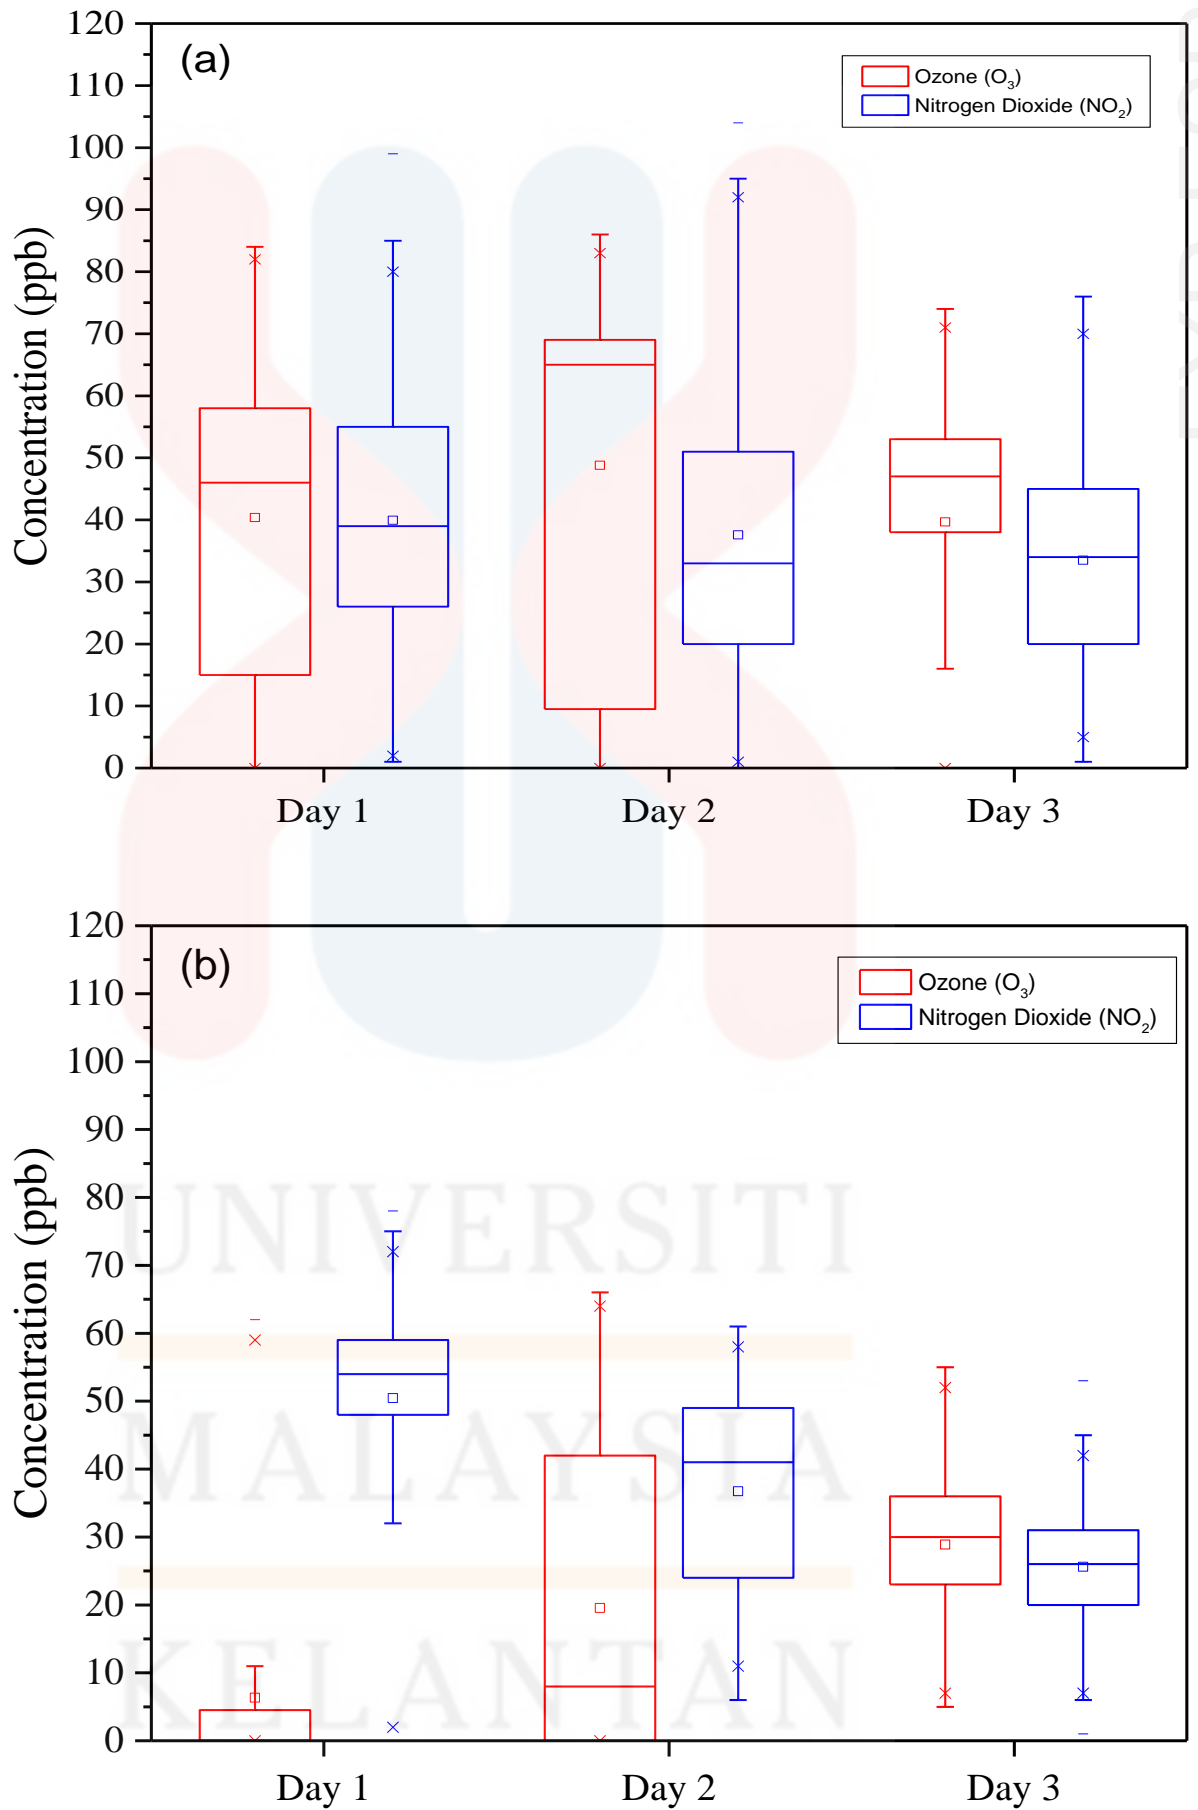 (a)
Ozone (O₃)
Nitrogen Dioxide (NO₂)
Concentration (ppb)
120
110
100
90
80
70
60
50
40
30
20
10
0
Day 1 Day 2 Day 3
(b)
Ozone (O₃)
Nitrogen Dioxide (NO₂)
Concentration (ppb)
120
110
100
90
80
70
60
50
40
30
20
10
0
Day 1 Day 2 Day 3
UNIVERSITI
MALAYSIA
KELANTAN